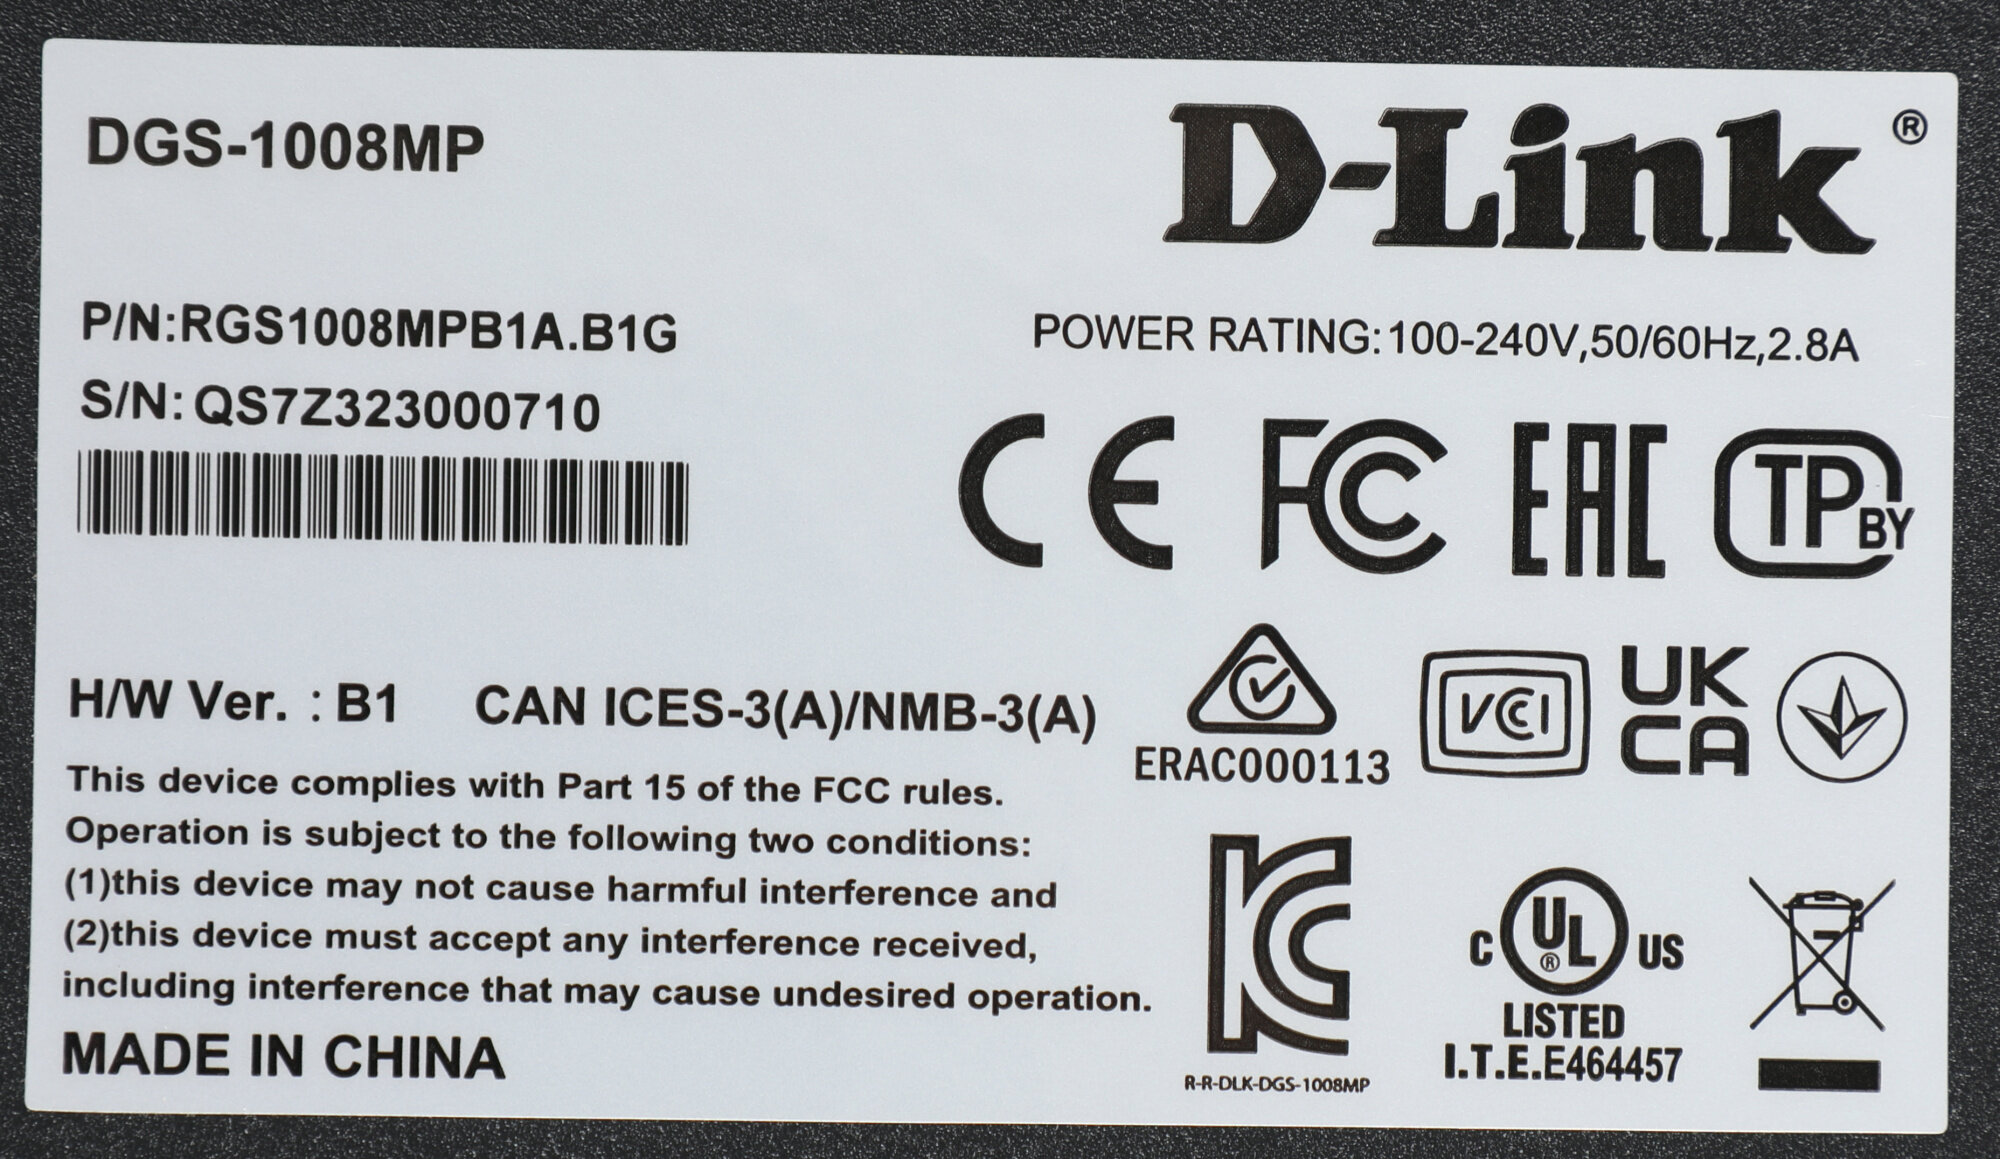 DGS-1008MP
D-Link®
P/N:RGS1008MPB1A.B1G
S/N: QS7Z323000710
POWER RATING:100-240V,50/60Hz,2.8A
CE FC EAC TP BY
H/W Ver. : B1 CAN ICES-3(A)/NMB-3(A)
ERAC000113
VCCI
UK
CA
This device complies with Part 15 of the FCC rules.
Operation is subject to the following two conditions:
(1)this device may not cause harmful interference and
(2)this device must accept any interference received,
including interference that may cause undesired operation.
MADE IN CHINA
KC
R-R-DLK-DGS-1008MP
C UL® US
LISTED
I.T.E.E464457